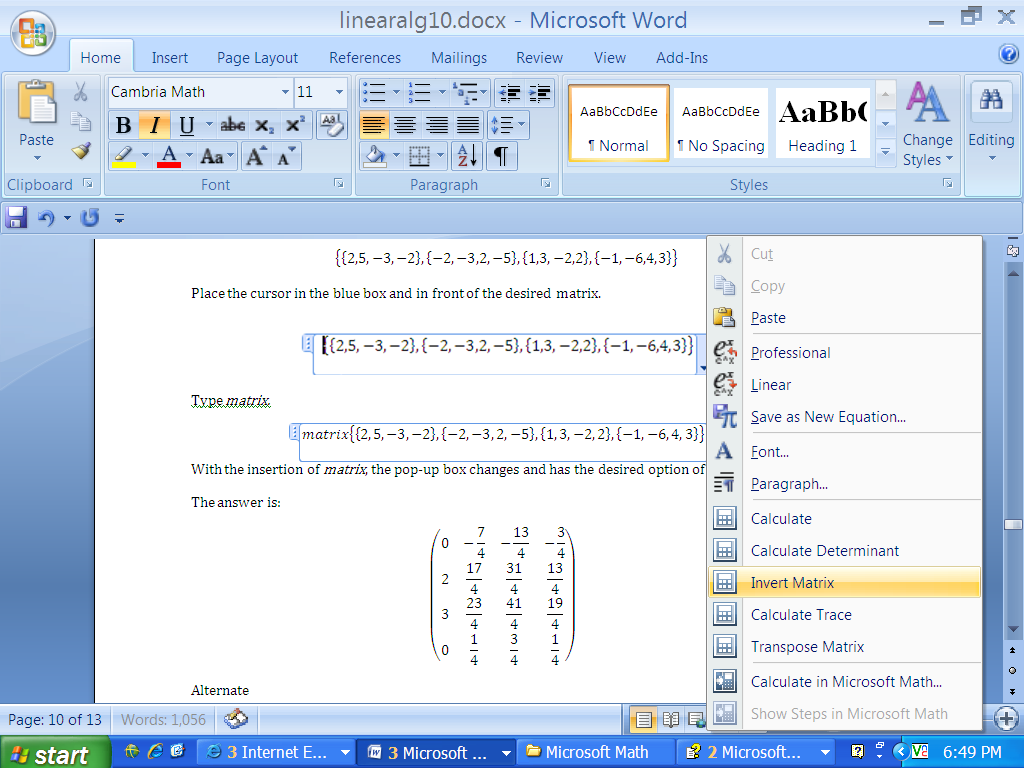 linearalg10.docx - Microsoft Word
Home Insert Page Layout References Mailings Review View Add-Ins
Cambria Math 11
AaBbCcDdEe AaBbCcDdEe AaBb(
Paste
B I U abc X₂ X² Aa A A A
A Z ¶
¶ Normal ¶ No Spacing Heading 1
Change Styles
Editing
Clipboard Font Paragraph Styles
{{2,5, −3, −2},{−2, −3,2, −5},{1,3, −2,2},{−1, −6,4,3}}
Place the cursor in the blue box and in front of the desired matrix.
{{2,5, −3, −2},{−2, −3,2, −5},{1,3, −2,2},{−1, −6,4,3}}
Type matrix.
matrix{{2, 5, −3, −2}, {−2, −3, 2, −5}, {1, 3, −2, 2}, {−1, −6, 4, 3}}
With the insertion of matrix, the pop-up box changes and has the desired option of
The answer is:
0 −7/4 −13/4 −3/4
2 17/4 31/4 13/4
3 23/4 41/4 19/4
0 1/4 3/4 1/4
Alternate
Cut
Copy
Paste
Professional
Linear
Save as New Equation...
Font...
Paragraph...
Calculate
Calculate Determinant
Invert Matrix
Calculate Trace
Transpose Matrix
Calculate in Microsoft Math...
Show Steps in Microsoft Math
Page: 10 of 13 Words: 1,056
start 3 Internet E... 3 Microsoft ... Microsoft Math 2 Microsoft... 6:49 PM